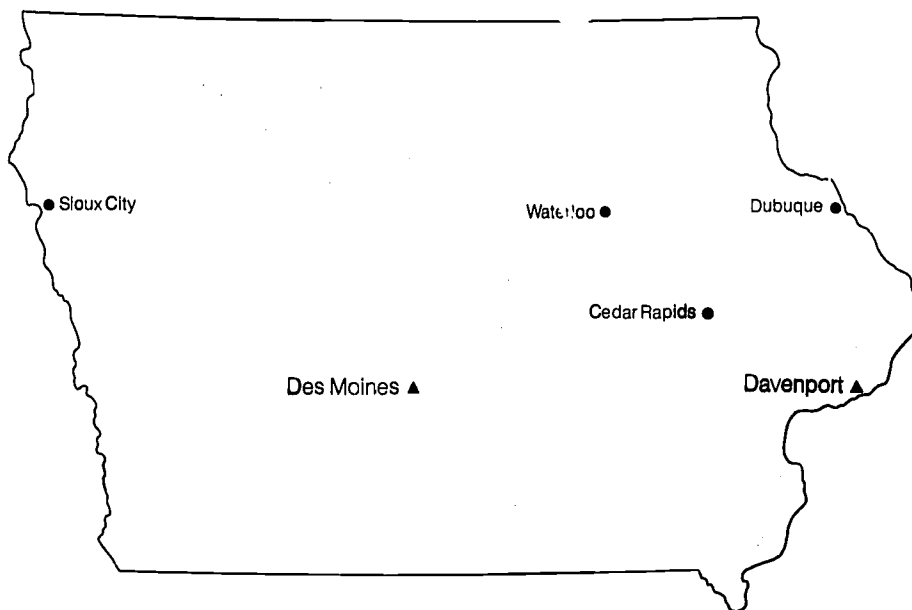 Sioux City
Waterloo
Dubuque
Cedar Rapids
Des Moines
Davenport